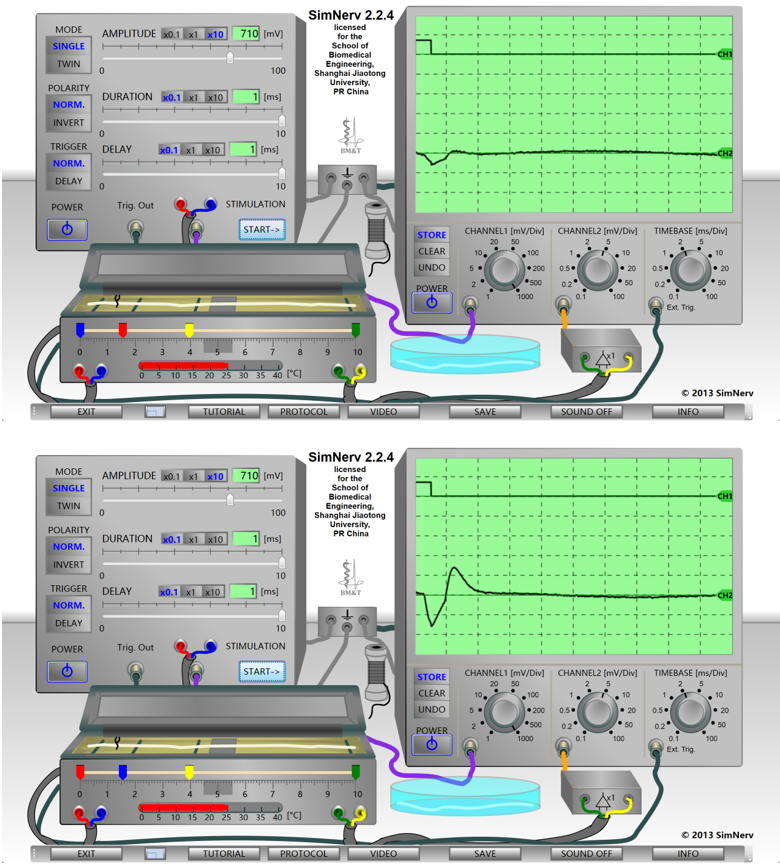 SimNerv 2.2.4
licensed
for the
School of
Biomedical
Engineering,
Shanghai Jiaotong
University,
PR China
BM&T
MODE
SINGLE
TWIN
POLARITY
NORM.
INVERT
TRIGGER
NORM.
DELAY
POWER
AMPLITUDE x0.1 x1 x10 710 [mV]
0 100
DURATION x0.1 x1 x10 1 [ms]
0 10
DELAY x0.1 x1 x10 1 [ms]
0 10
Trig. Out
STIMULATION
START->
CH1
CH2
STORE
CLEAR
UNDO
POWER
CHANNEL1 [mV/Div]
1 2 5 10 20 50 100 200 500 1000
CHANNEL2 [mV/Div]
0.1 0.2 0.5 1 2 5 10 20 50 100
TIMEBASE [ms/Div]
0.1 0.2 0.5 1 2 5 10 20 50 100
Ext. Trig.
0 1 2 3 4 5 6 7 8 9 10
0 5 10 15 20 25 30 35 40 [°C]
x1
© 2013 SimNerv
EXIT TUTORIAL PROTOCOL VIDEO SAVE SOUND OFF INFO
SimNerv 2.2.4
licensed
for the
School of
Biomedical
Engineering,
Shanghai Jiaotong
University,
PR China
BM&T
MODE
SINGLE
TWIN
POLARITY
NORM.
INVERT
TRIGGER
NORM.
DELAY
POWER
AMPLITUDE x0.1 x1 x10 710 [mV]
0 100
DURATION x0.1 x1 x10 1 [ms]
0 10
DELAY x0.1 x1 x10 1 [ms]
0 10
Trig. Out
STIMULATION
START->
CH1
CH2
STORE
CLEAR
UNDO
POWER
CHANNEL1 [mV/Div]
1 2 5 10 20 50 100 200 500 1000
CHANNEL2 [mV/Div]
0.1 0.2 0.5 1 2 5 10 20 50 100
TIMEBASE [ms/Div]
0.1 0.2 0.5 1 2 5 10 20 50 100
Ext. Trig.
0 1 2 3 4 5 6 7 8 9 10
0 5 10 15 20 25 30 35 40 [°C]
x1
© 2013 SimNerv
EXIT TUTORIAL PROTOCOL VIDEO SAVE SOUND OFF INFO